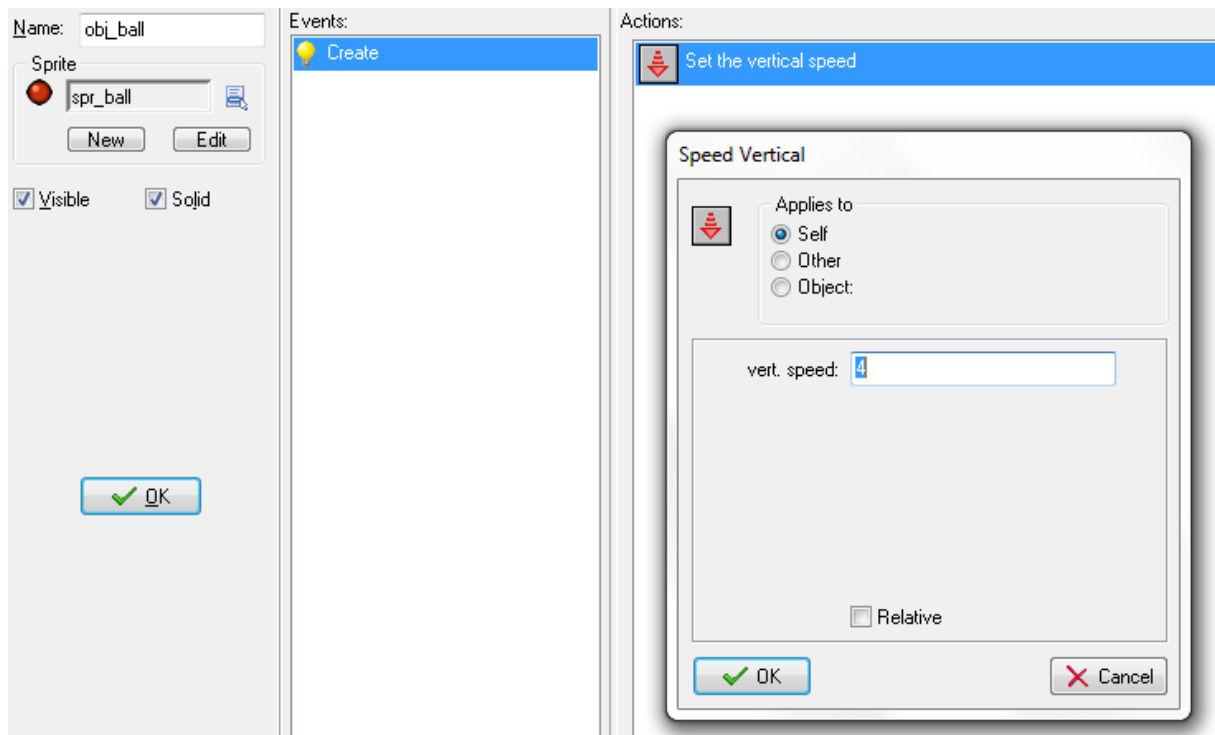 Name: obj_ball
Sprite
spr_ball
New Edit
Visible Solid
OK
Events:
Create
Actions:
Set the vertical speed
Speed Vertical
Applies to
Self
Other
Object:
vert. speed: 4
Relative
OK Cancel